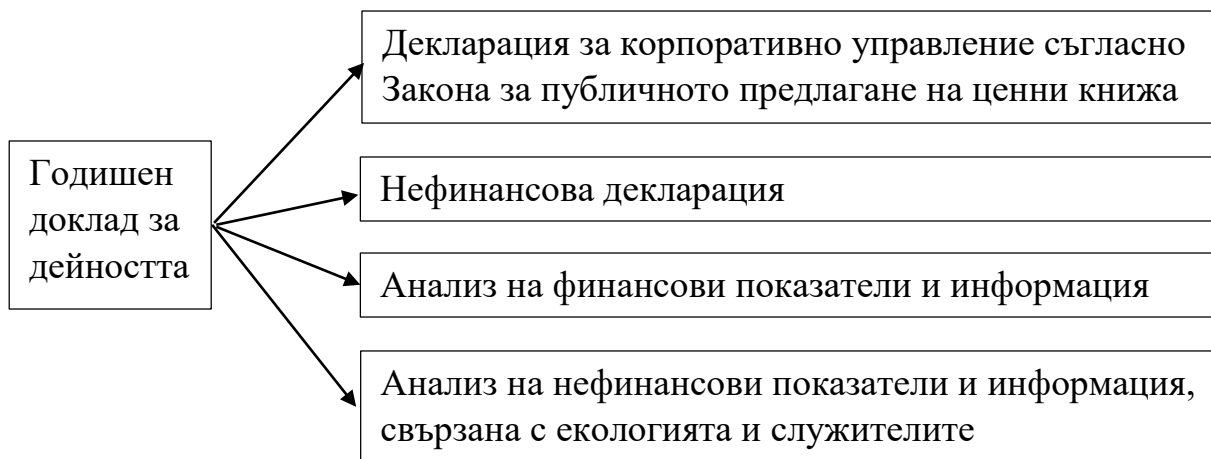 Декларация за корпоративно управление съгласно
Закона за публичното предлагане на ценни книжа
Годишен
доклад за
дейността
Нефинансова декларация
Анализ на финансови показатели и информация
Анализ на нефинансови показатели и информация,
свързана с екологията и служителите